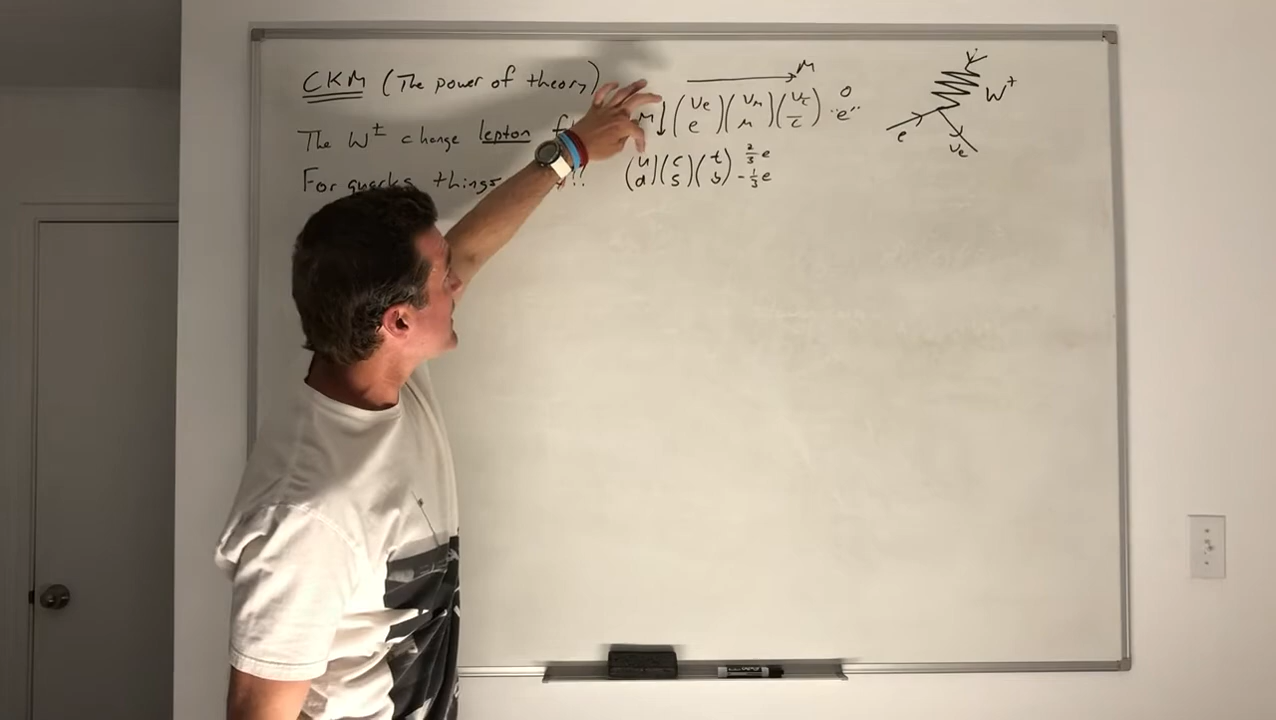 CKM (The power of theory)
The W± change lepton
For quarks things !!
M
M (νe e) (νμ μ) (ντ τ) 0 "e"
(u d) (c s) (t b) 2/3 e -1/3 e
W+
e νe